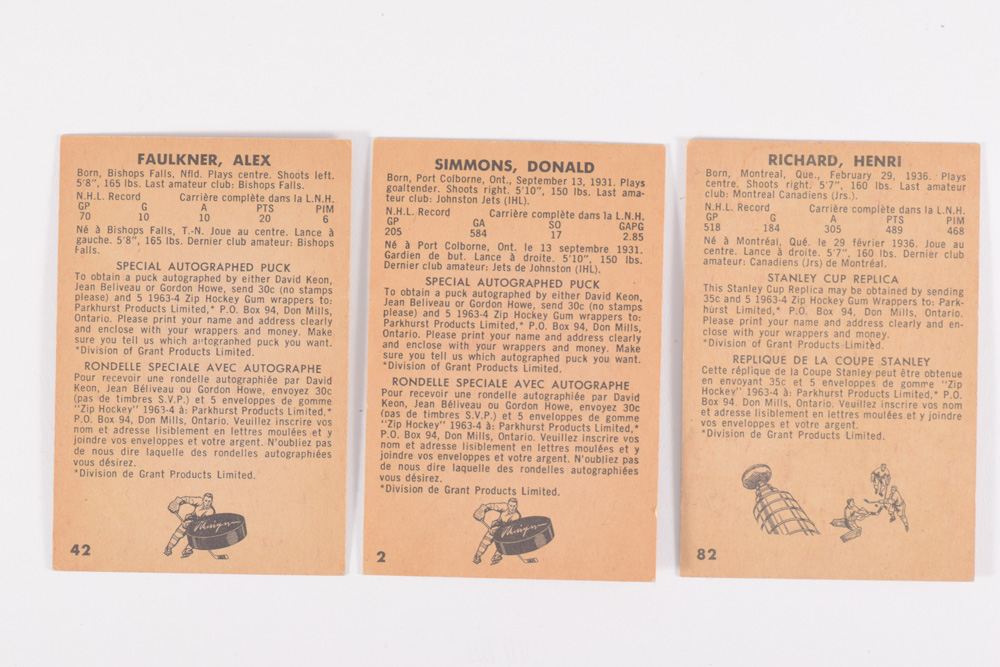 FAULKNER, ALEX
Born, Bishops Falls, Nfld. Plays centre. Shoots left.
5'8", 165 lbs. Last amateur club: Bishops Falls.
N.H.L. Record Carrière complète dans la L.N.H.
GP G A PTS PIM
70 10 10 20 6
Né à Bishops Falls, T.-N. Joue au centre. Lance à
gauche. 5'8", 165 lbs. Dernier club amateur: Bishops
Falls.
SPECIAL AUTOGRAPHED PUCK
To obtain a puck autographed by either David Keon,
Jean Beliveau or Gordon Howe, send 30c (no stamps
please) and 5 1963-4 Zip Hockey Gum wrappers to:
Parkhurst Products Limited,* P.O. Box 94, Don Mills,
Ontario. Please print your name and address clearly
and enclose with your wrappers and money. Make
sure you tell us which autographed puck you want.
*Division of Grant Products Limited.
RONDELLE SPECIALE AVEC AUTOGRAPHE
Pour recevoir une rondelle autographiée par David
Keon, Jean Béliveau ou Gordon Howe, envoyez 30c
(pas de timbres S.V.P.) et 5 enveloppes de gomme
"Zip Hockey" 1963-4 à: Parkhurst Products Limited,*
P.O. Box 94, Don Mills, Ontario. Veuillez inscrire vos
nom et adresse lisiblement en lettres moulées et y
joindre vos enveloppes et votre argent. N'oubliez pas
de nous dire laquelle des rondelles autographiées
vous désirez.
*Division de Grant Products Limited.
42
SIMMONS, DONALD
Born, Port Colborne, Ont., September 13, 1931. Plays
goaltender. Shoots right. 5'10", 150 lbs. Last ama-
teur club: Johnston Jets (IHL).
N.H.L. Record Carrière complète dans la L.N.H.
GP GA SO GAPG
205 584 17 2.85
Né à Port Colborne, Ont. le 13 septembre 1931.
Gardien de but. Lance à droite. 5'10", 150 lbs.
Dernier club amateur: Jets de Johnston (IHL).
SPECIAL AUTOGRAPHED PUCK
To obtain a puck autographed by either David Keon,
Jean Beliveau or Gordon Howe, send 30c (no stamps
please) and 5 1963-4 Zip Hockey Gum wrappers to:
Parkhurst Products Limited,* P.O. Box 94, Don Mills,
Ontario. Please print your name and address clearly
and enclose with your wrappers and money. Make
sure you tell us which autographed puck you want.
*Division of Grant Products Limited.
RONDELLE SPECIALE AVEC AUTOGRAPHE
Pour recevoir une rondelle autographiée par David
Keon, Jean Béliveau ou Gordon Howe, envoyez 30c
(pas de timbres S.V.P.) et 5 enveloppes de gomme
"Zip Hockey" 1963-4 à: Parkhurst Products Limited,*
P.O. Box 94, Don Mills, Ontario. Veuillez inscrire vos
nom et adresse lisiblement en lettres moulées et y
joindre vos enveloppes et votre argent. N'oubliez pas
de nous dire laquelle des rondelles autographiées
vous désirez.
*Division de Grant Products Limited.
2
RICHARD, HENRI
Born, Montreal, Que., February 29, 1936. Plays
centre. Shoots right. 5'7", 160 lbs. Last amateur
club: Montreal Canadiens (Jrs.).
N.H.L. Record Carrière complète dans la L.N.H.
GP G A PTS PIM
518 184 305 489 468
Né à Montréal, Qué. le 29 février 1936. Joue au
centre. Lance à droite. 5'7" 160 lbs. Dernier club
amateur: Canadiens (Jrs) de Montréal.
STANLEY CUP REPLICA
This Stanley Cup Replica may be obtained by sending
35c and 5 1963-4 Zip Hockey Gum Wrappers to: Park-
hurst Limited,* P.O. Box 94, Don Mills, Ontario.
Please print your name and address clearly and en-
close with your wrappers and money.
*Division of Grant Products Limited.
REPLIQUE DE LA COUPE STANLEY
Cette réplique de la Coupe Stanley peut être obtenue
en envoyant 35c et 5 enveloppes de gomme "Zip
Hockey" 1963-4 à: Parkhurst Products Limited,* P.O.
Box 94. Don Mills, Ontario. Veuillez inscrire vos nom
et adresse lisiblement en lettres moulées et y joindre
vos enveloppes et votre argent.
*Division de Grant Products Limited.
82